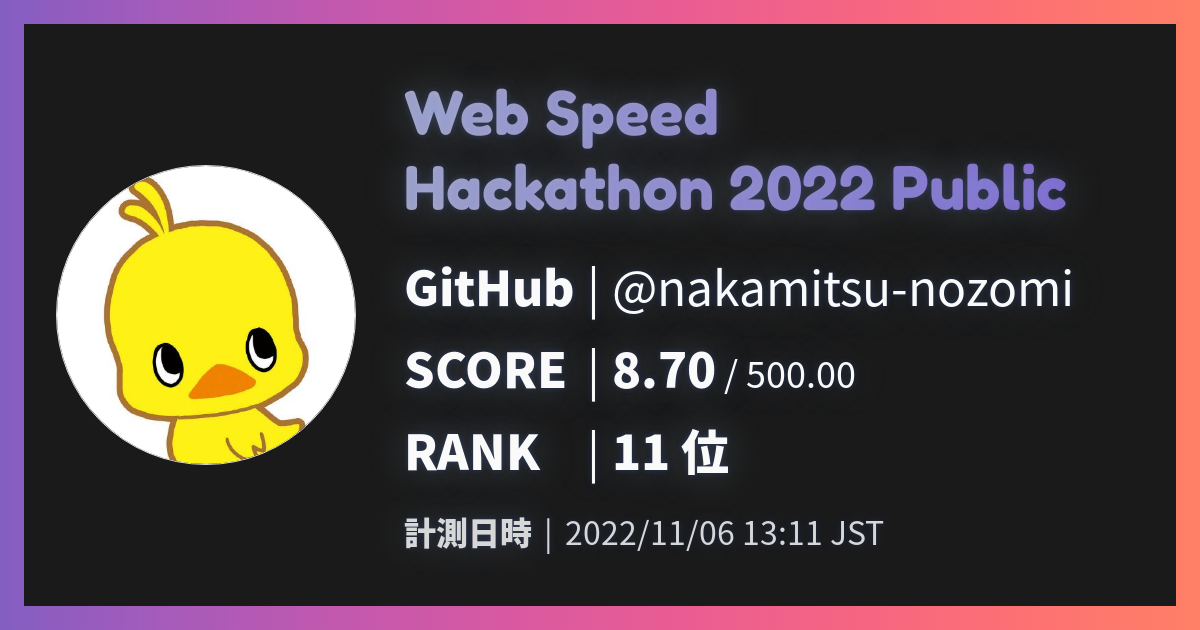 Web Speed
Hackathon 2022 Public
GitHub | @nakamitsu-nozomi
SCORE | 8.70 / 500.00
RANK | 11 位
計測日時 | 2022/11/06 13:11 JST